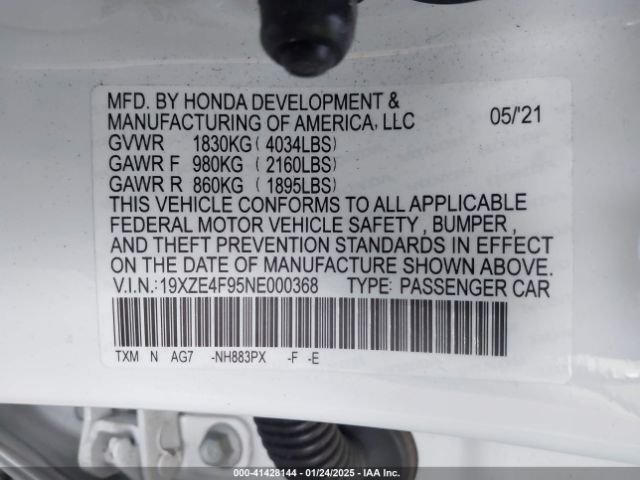 MFD. BY HONDA DEVELOPMENT &
MANUFACTURING OF AMERICA, LLC 05/'21
GVWR 1830KG ( 4034LBS)
GAWR F 980KG ( 2160LBS)
GAWR R 860KG ( 1895LBS)
THIS VEHICLE CONFORMS TO ALL APPLICABLE
FEDERAL MOTOR VEHICLE SAFETY , BUMPER ,
AND THEFT PREVENTION STANDARDS IN EFFECT
ON THE DATE OF MANUFACTURE SHOWN ABOVE.
V.I.N.:19XZE4F95NE000368 TYPE: PASSENGER CAR
TXM N AG7 -NH883PX -F -E
000-41428144 - 01/24/2025 - IAA Inc.